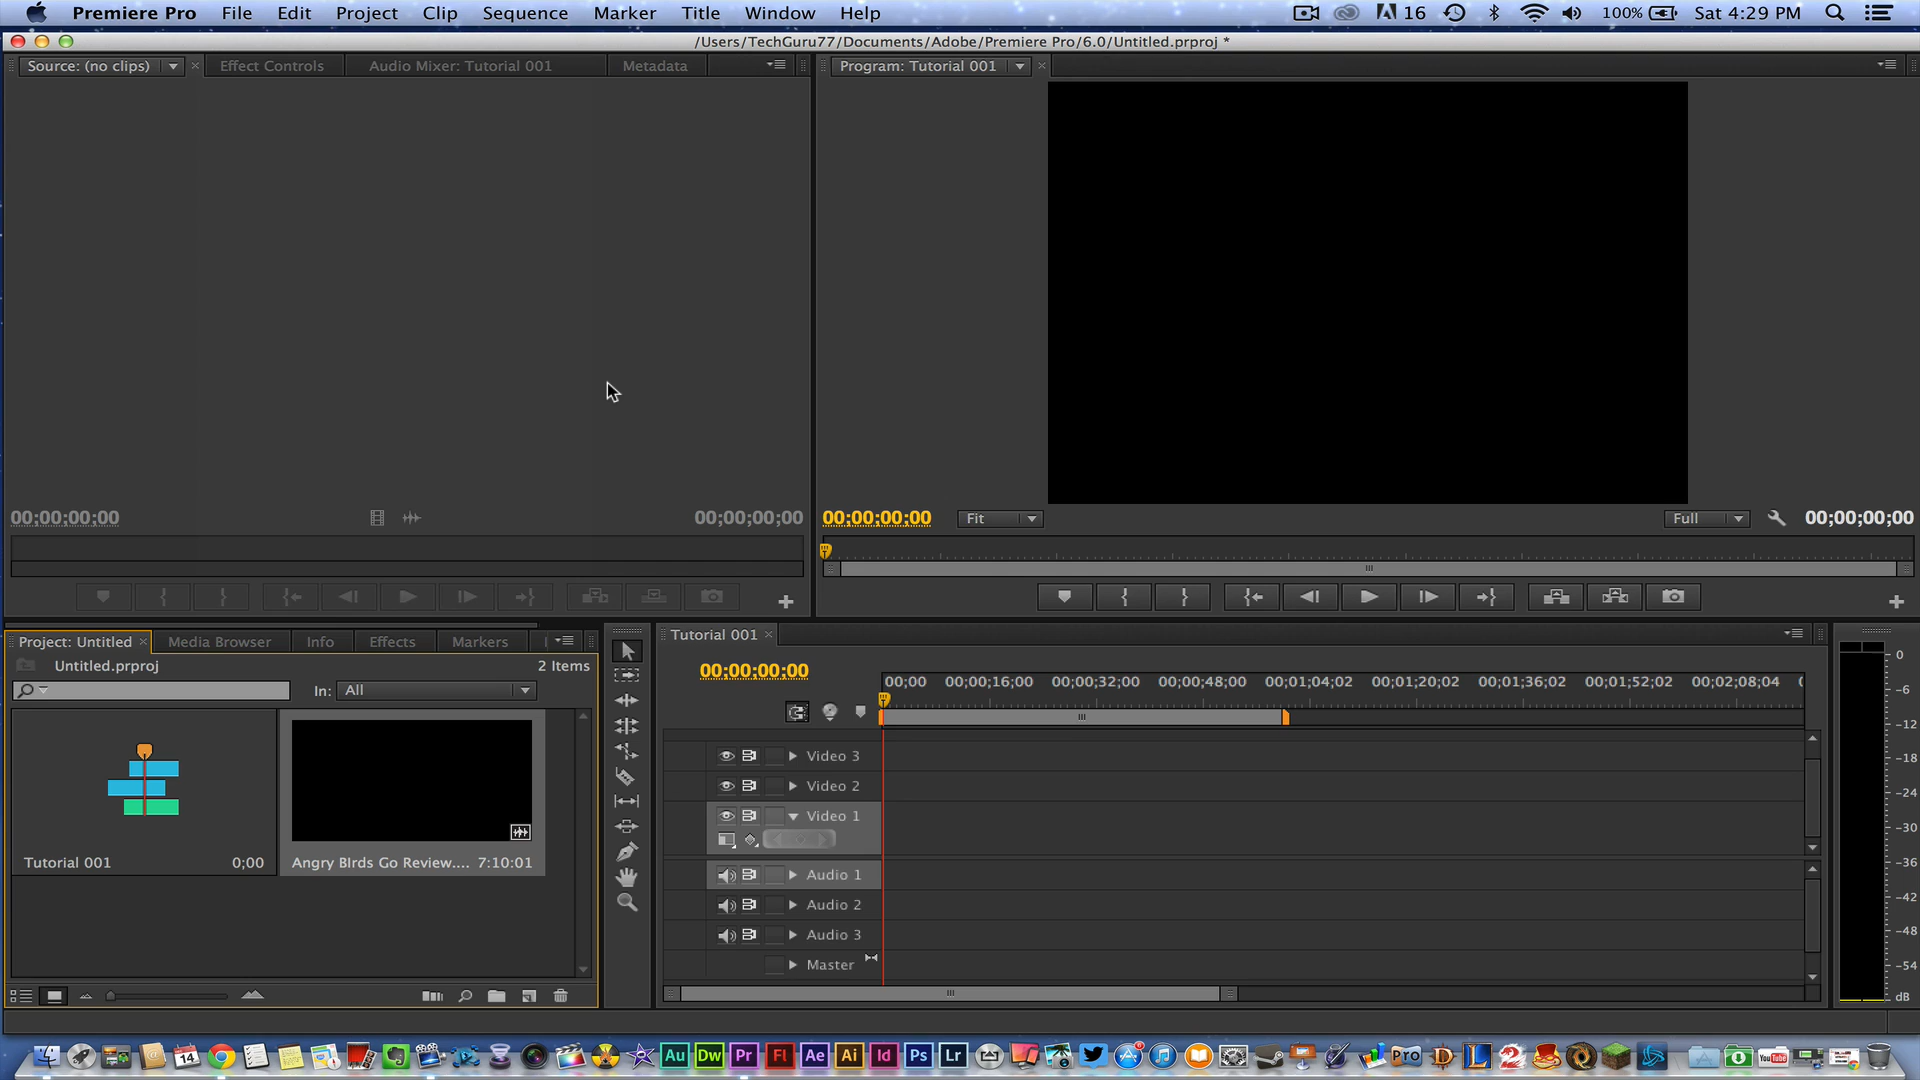 Premiere Pro File Edit Project Clip Sequence Marker Title Window Help 16 100% Sat 4:29 PM
/Users/TechGuru77/Documents/Adobe/Premiere Pro/6.0/Untitled.prproj *
Source: (no clips) Effect Controls Audio Mixer: Tutorial 001 Metadata
Program: Tutorial 001
00;00;00;00 00;00;00;00
00;00;00;00 Fit Full 00;00;00;00
Project: Untitled Media Browser Info Effects Markers
Untitled.prproj 2 Items
In: All
Tutorial 001 0;00
Angry BIrds Go Review.... 7:10:01
Tutorial 001
00;00;00;00
00;00 00;00;16;00 00;00;32;00 00;00;48;00 00;01;04;02 00;01;20;02 00;01;36;02 00;01;52;02 00;02;08;04
Video 3
Video 2
Video 1
Audio 1
Audio 2
Audio 3
Master
0
-6
-12
-18
-24
-30
-36
-42
-48
-54
dB
14 Au Dw Pr Fl Ae Ai Id Ps Lr Pro D L 2 YouTube